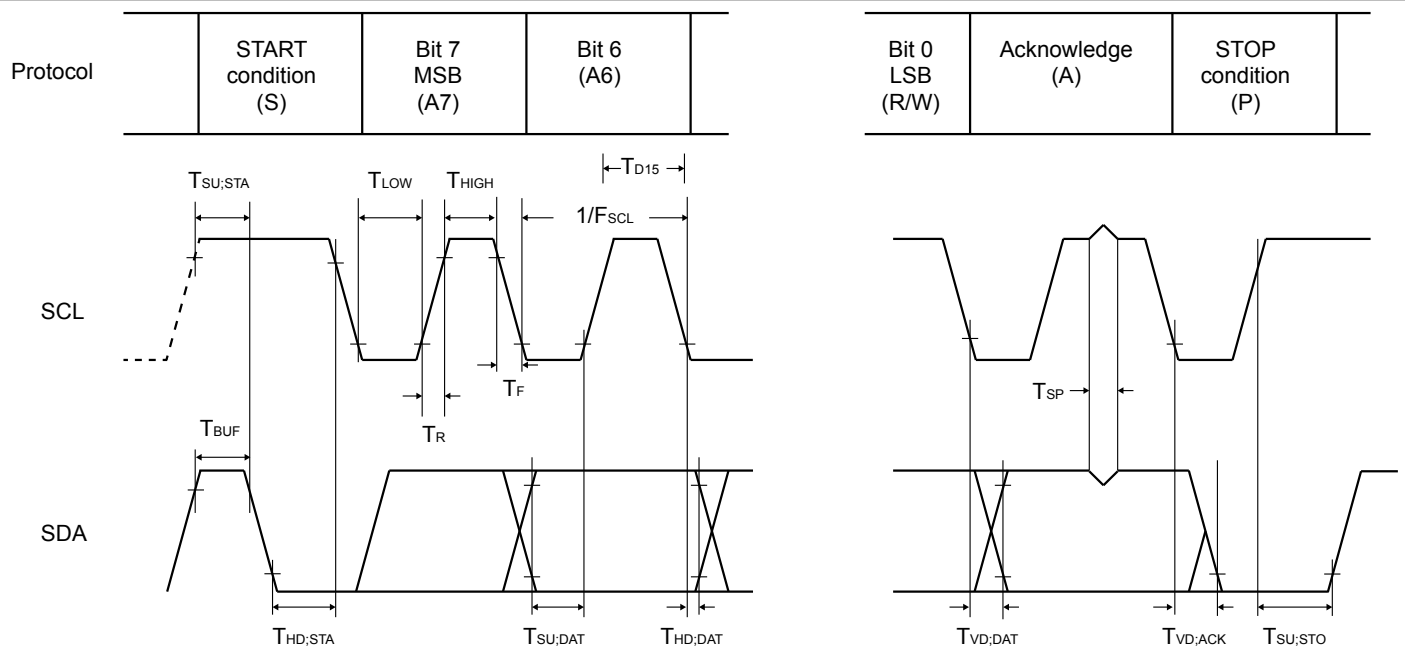 Protocol
START
condition
(S)
Bit 7
MSB
(A7)
Bit 6
(A6)
Bit 0
LSB
(R/W)
Acknowledge
(A)
STOP
condition
(P)
TSU;STA
TLOW
THIGH
TD15
1/FSCL
SCL
TF
TR
TSP
TBUF
SDA
THD;STA
TSU;DAT
THD;DAT
TVD;DAT
TVD;ACK
TSU;STO